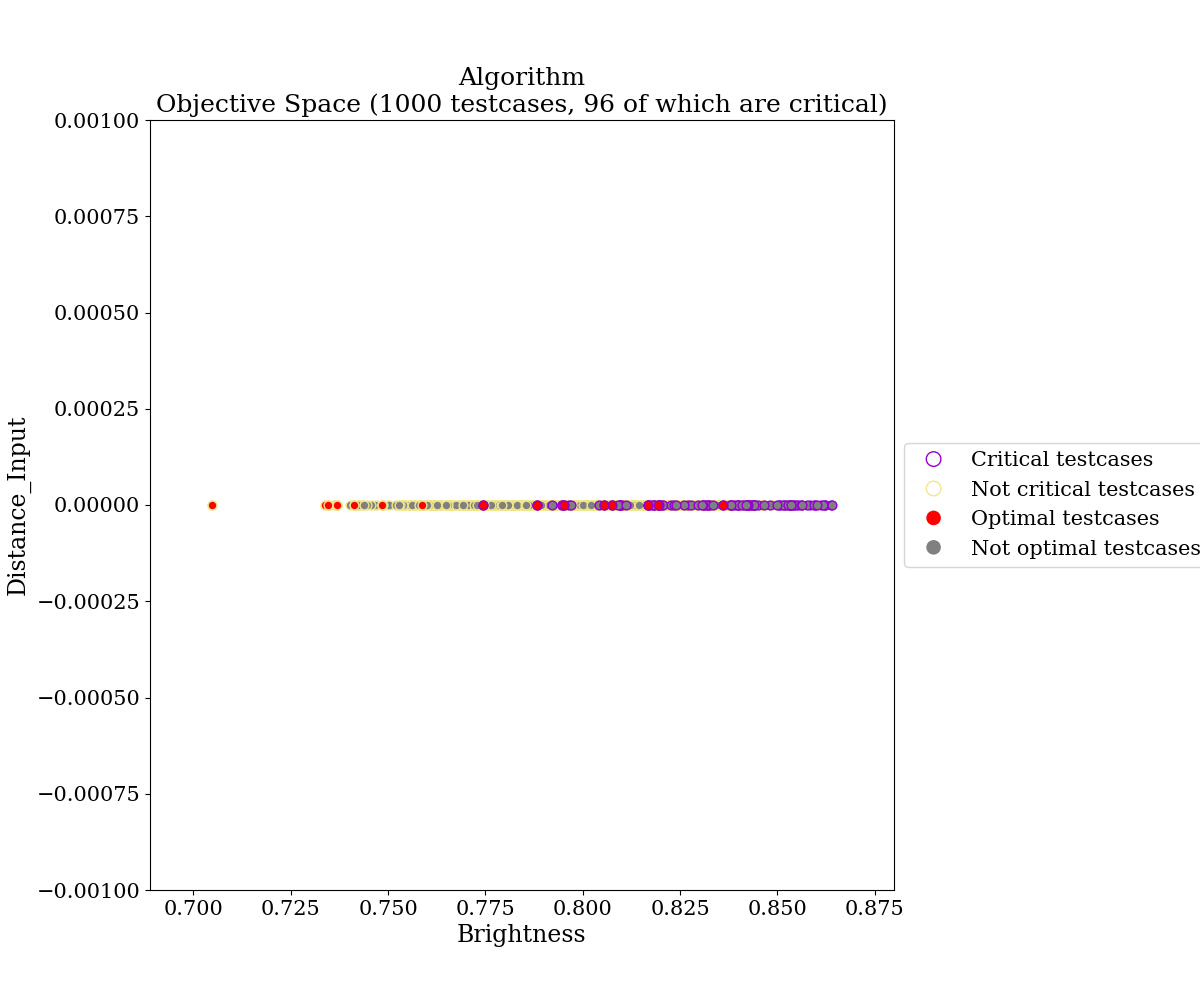 Algorithm
Objective Space (1000 testcases, 96 of which are critical)
0.00100
0.00075
0.00050
0.00025
0.00000
−0.00025
−0.00050
−0.00075
−0.00100
Distance_Input
0.700 0.725 0.750 0.775 0.800 0.825 0.850 0.875
Brightness
Critical testcases
Not critical testcases
Optimal testcases
Not optimal testcases